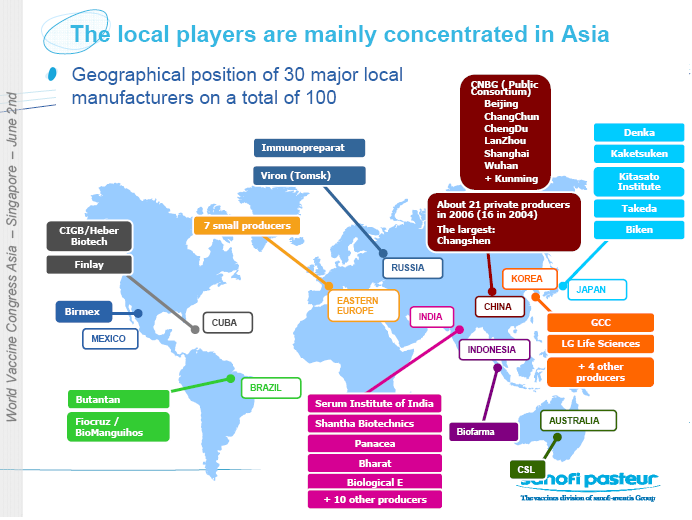 The local players are mainly concentrated in Asia
Geographical position of 30 major local
manufacturers on a total of 100
World Vaccine Congress Asia – Singapore – June 2nd
CNBG ( Public
Consortium)
Beijing
ChangChun
ChengDu
LanZhou
Shanghai
Wuhan
+ Kunming
Denka
Kaketsuken
Kitasato
Institute
Takeda
Biken
Immunopreparat
Viron (Tomsk)
About 21 private producers
in 2006 (16 in 2004)
The largest:
Changshen
7 small producers
CIGB/Heber
Biotech
Finlay
RUSSIA
KOREA
JAPAN
EASTERN
EUROPE
CHINA
Birmex
INDIA
CUBA
MEXICO
GCC
LG Life Sciences
+ 4 other
producers
INDONESIA
BRAZIL
Butantan
Fiocruz /
BioManguihos
Serum Institute of India
Shantha Biotechnics
Panacea
Bharat
Biological E
+ 10 other producers
Biofarma
AUSTRALIA
CSL
sanofi pasteur
The vaccines division of sanofi-aventis Group